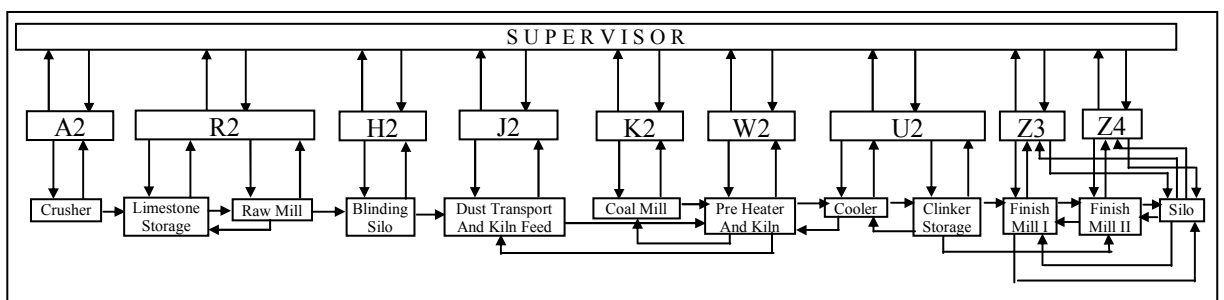 SUPERVISOR
A2
R2
H2
J2
K2
W2
U2
Z3
Z4
Crusher
Limestone
Storage
Raw Mill
Blinding
Silo
Dust Transport
And Kiln Feed
Coal Mill
Pre Heater
And Kiln
Cooler
Clinker
Storage
Finish
Mill I
Finish
Mill II
Silo